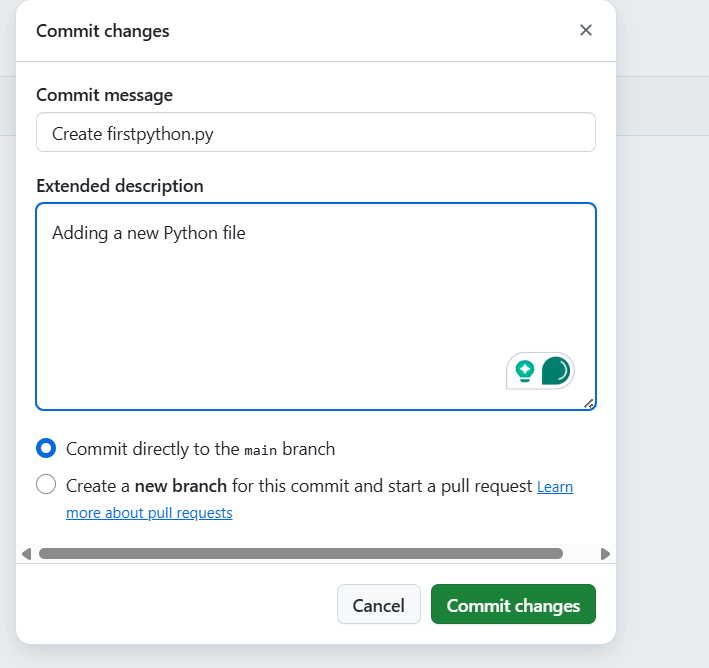 Commit changes
Commit message
Create firstpython.py
Extended description
Adding a new Python file
Commit directly to the main branch
Create a new branch for this commit and start a pull request Learn
more about pull requests
Cancel
Commit changes